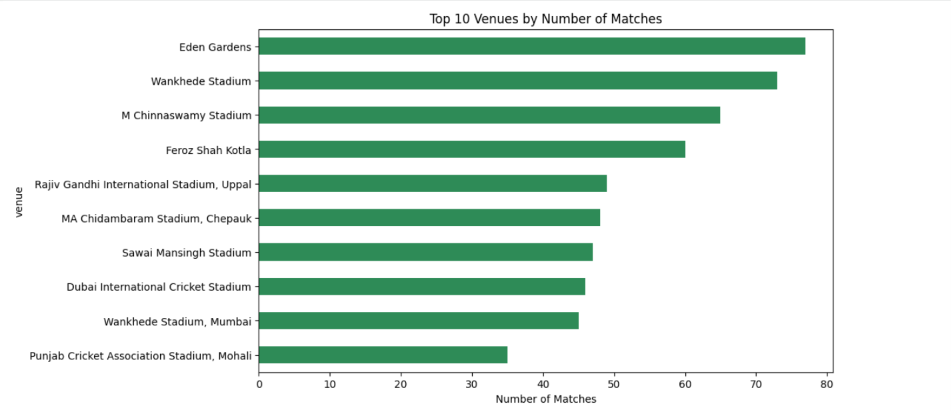 Top 10 Venues by Number of Matches
Eden Gardens
Wankhede Stadium
M Chinnaswamy Stadium
Feroz Shah Kotla
Rajiv Gandhi International Stadium, Uppal
MA Chidambaram Stadium, Chepauk
Sawai Mansingh Stadium
Dubai International Cricket Stadium
Wankhede Stadium, Mumbai
Punjab Cricket Association Stadium, Mohali
venue
0 10 20 30 40 50 60 70 80
Number of Matches